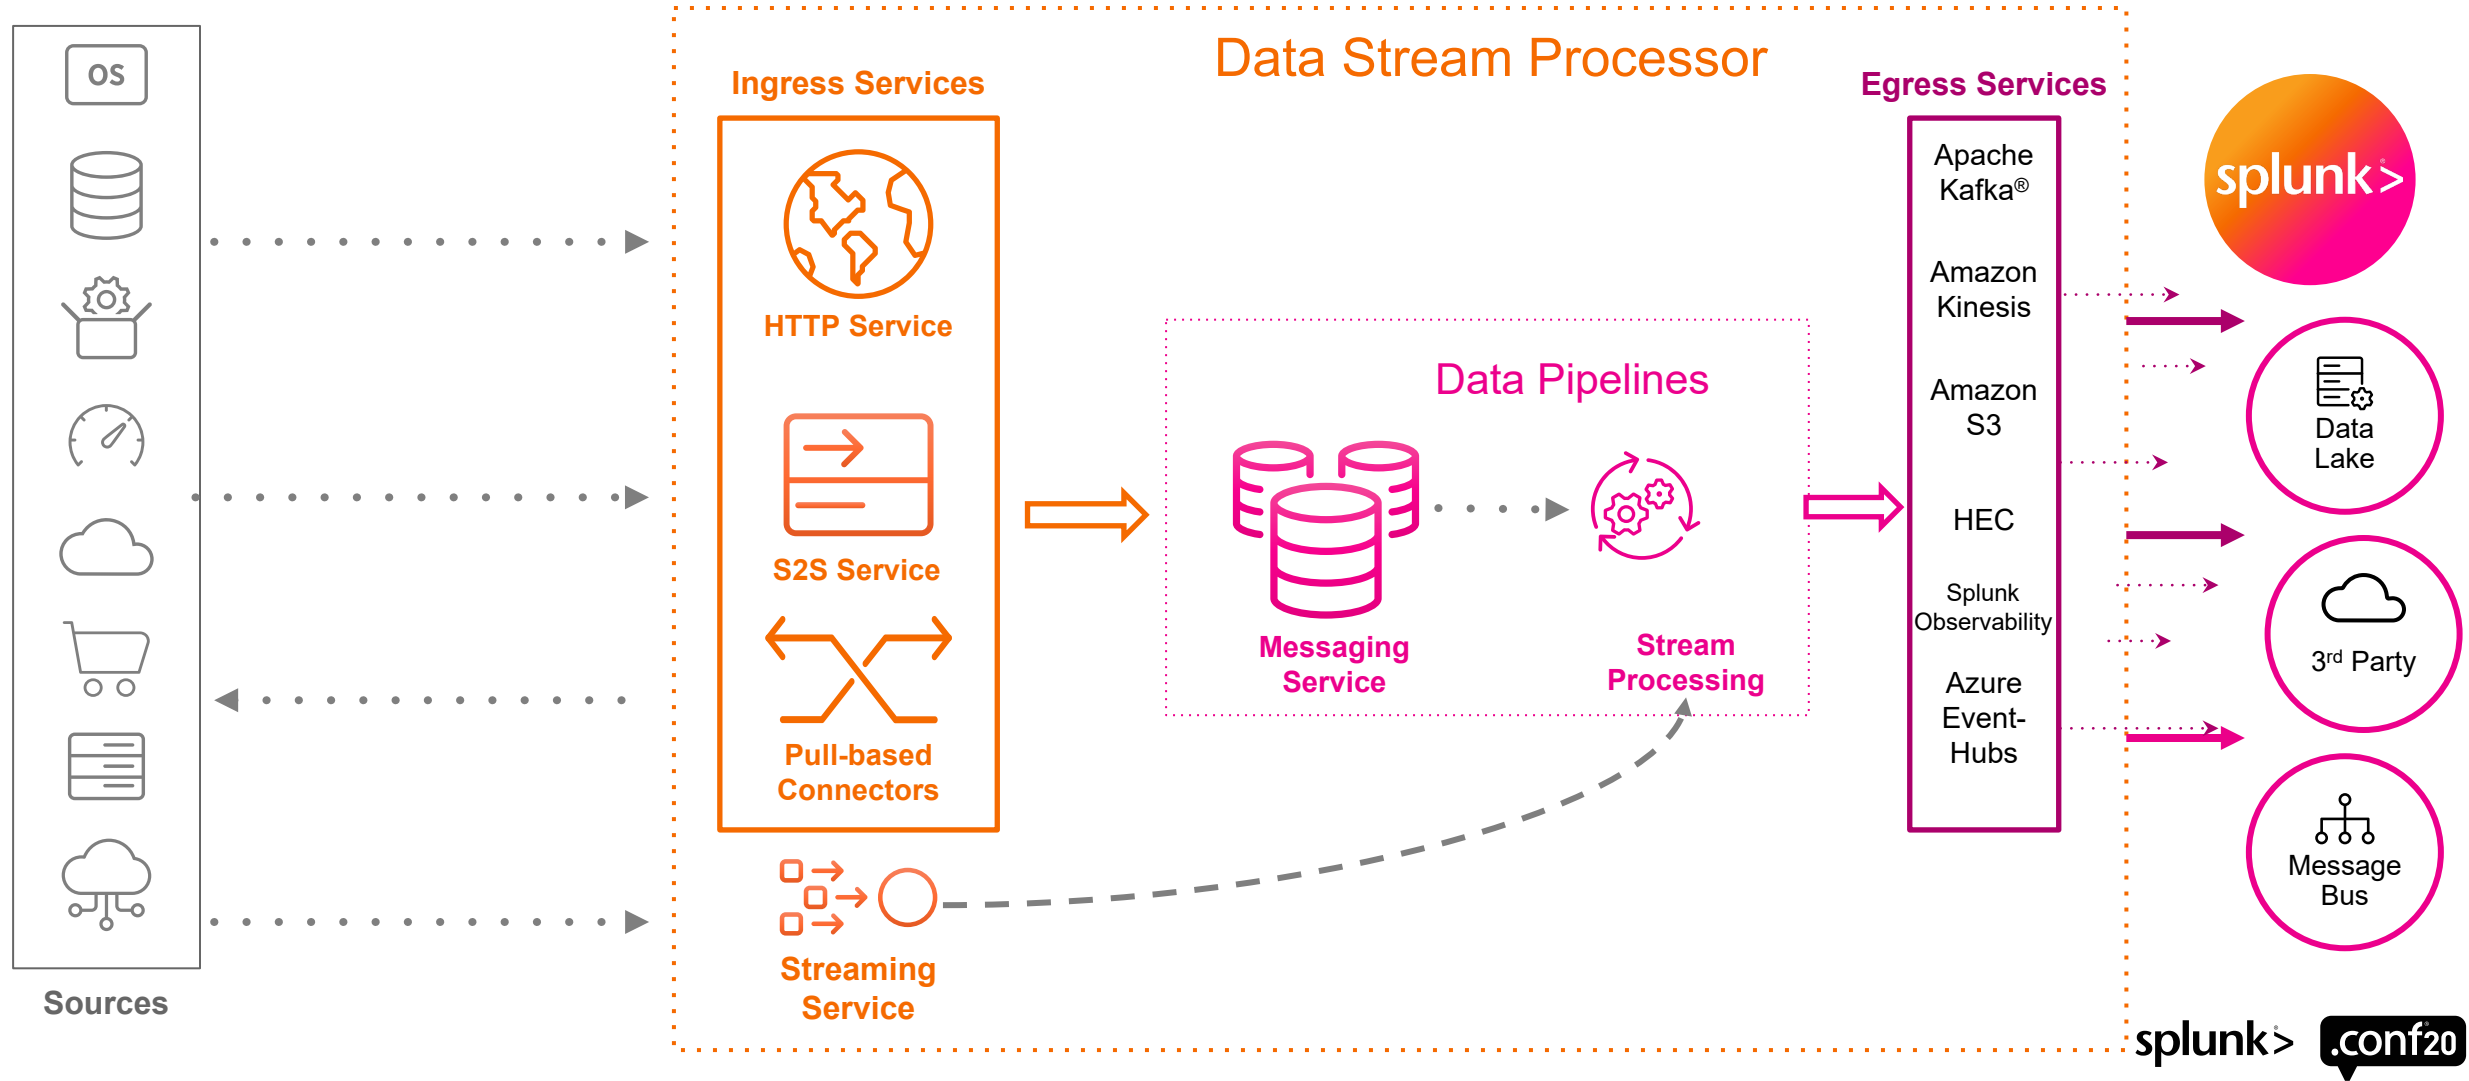 Data Stream Processor
OS
Sources
Ingress Services
HTTP Service
S2S Service
Pull-based
Connectors
Streaming
Service
Data Pipelines
Messaging
Service
Stream
Processing
Egress Services
Apache
Kafka®
Amazon
Kinesis
Amazon
S3
HEC
Splunk
Observability
Azure
Event-
Hubs
splunk>
Data
Lake
3rd Party
Message
Bus
splunk> .conf20